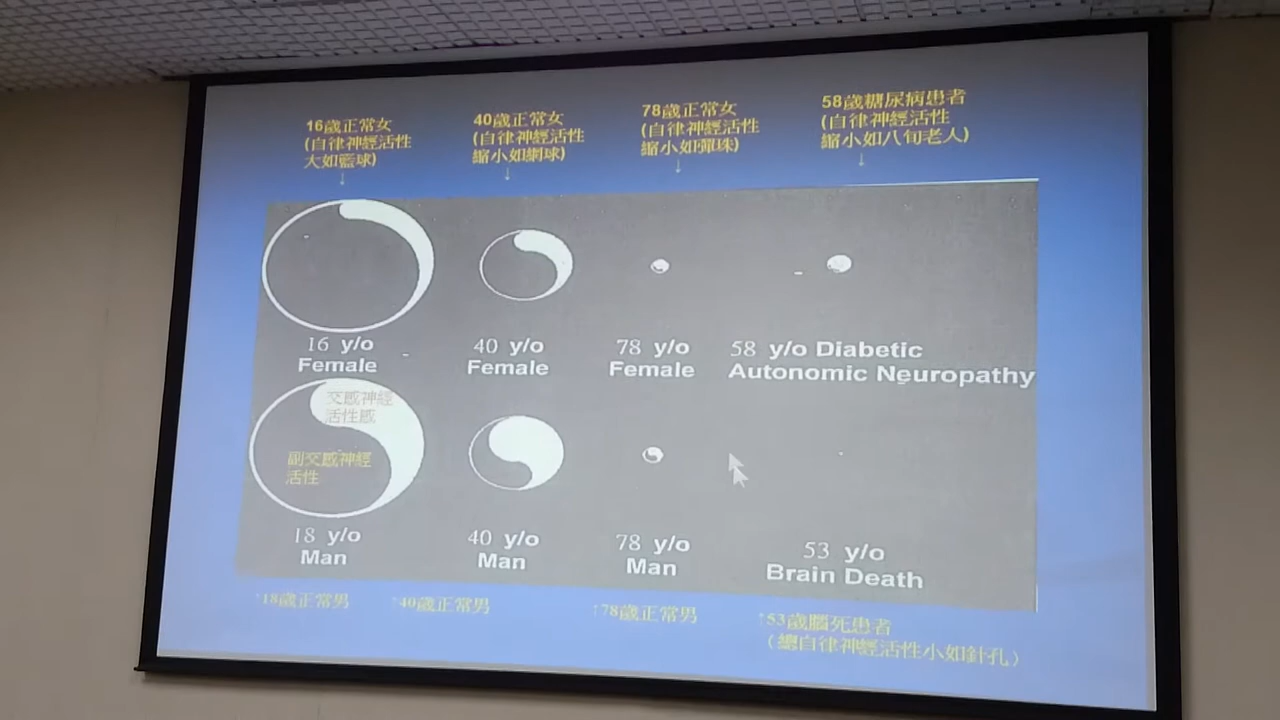 16歲正常女
(自律神經活性
大如籃球)
↓
40歲正常女
(自律神經活性
縮小如網球)
↓
78歲正常女
(自律神經活性
縮小如彈珠)
↓
58歲糖尿病患者
(自律神經活性
縮小如八旬老人)
↓
16 y/o
Female
40 y/o
Female
78 y/o
Female
58 y/o Diabetic
Autonomic Neuropathy
交感神經
活性感
副交感神經
活性
18 y/o
Man
40 y/o
Man
78 y/o
Man
53 y/o
Brain Death
↑18歲正常男
↑40歲正常男
↑78歲正常男
↑53歲腦死患者
（總自律神經活性小如針孔）